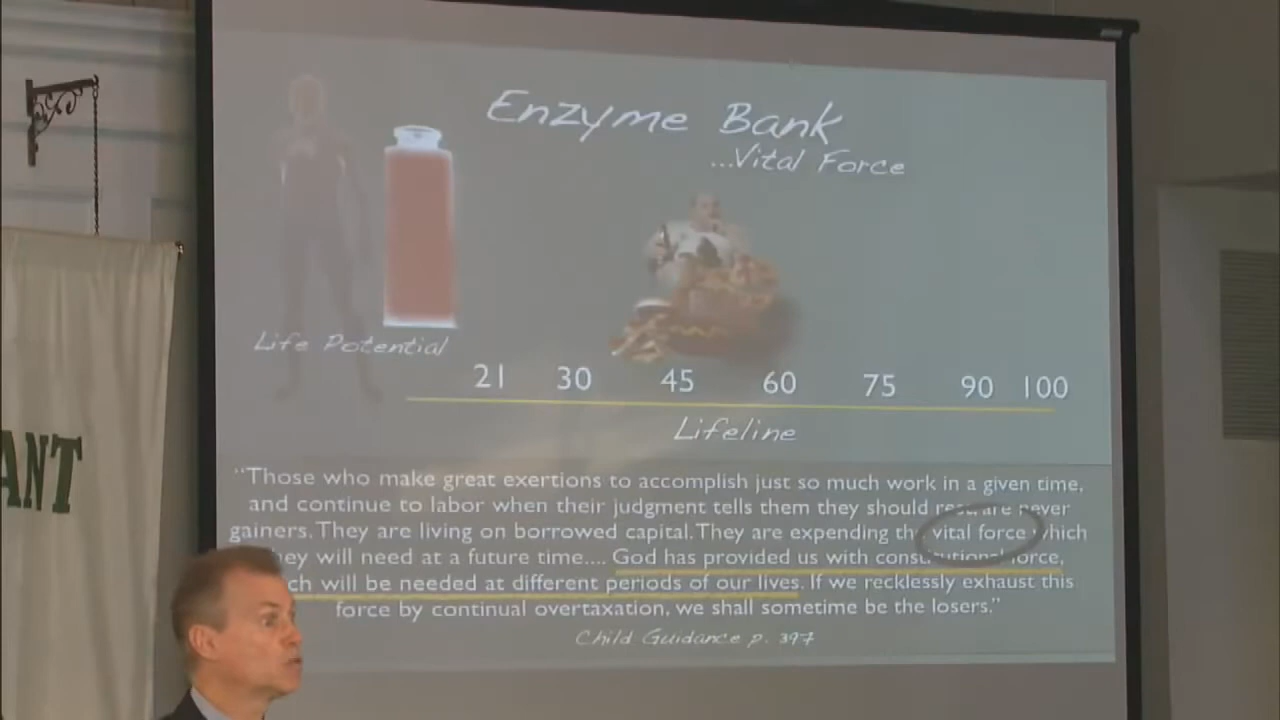 Enzyme Bank
...Vital Force
Life Potential
21 30 45 60 75 90 100
Lifeline
ANT
"Those who make great exertions to accomplish just so much work in a given time,
and continue to labor when their judgment tells them they should rest, are never
gainers. They are living on borrowed capital. They are expending the vital force which
they will need at a future time.... God has provided us with constitutional force,
ch will be needed at different periods of our lives. If we recklessly exhaust this
force by continual overtaxation, we shall sometime be the losers."
Child Guidance p. 397